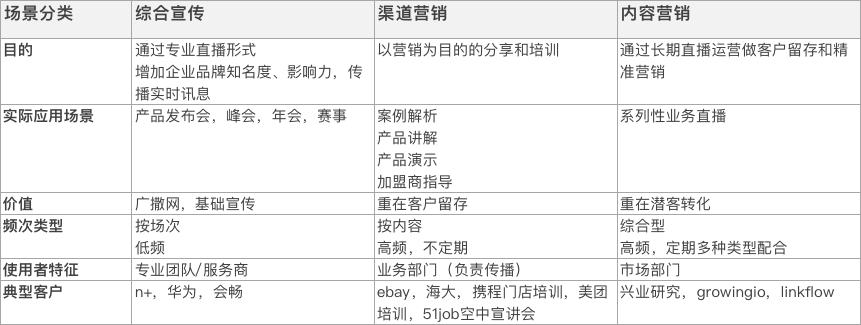 场景分类 综合宣传 渠道营销 内容营销
目的 通过专业直播形式 以营销为目的的分享和培训 通过长期直播运营做客户留存和精
增加企业品牌知名度、影响力，传 准营销
播实时讯息
实际应用场景 产品发布会，峰会，年会，赛事 案例解析 系列性业务直播
产品讲解
产品演示
加盟商指导
价值 广撒网，基础宣传 重在客户留存 重在潜客转化
频次类型 按场次 按内容 综合型
低频 高频，不定期 高频，定期多种类型配合
使用者特征 专业团队/服务商 业务部门（负责传播） 市场部门
典型客户 n+，华为，会畅 ebay，海大，携程门店培训，美团 兴业研究，growingio，linkflow
培训，51job空中宣讲会